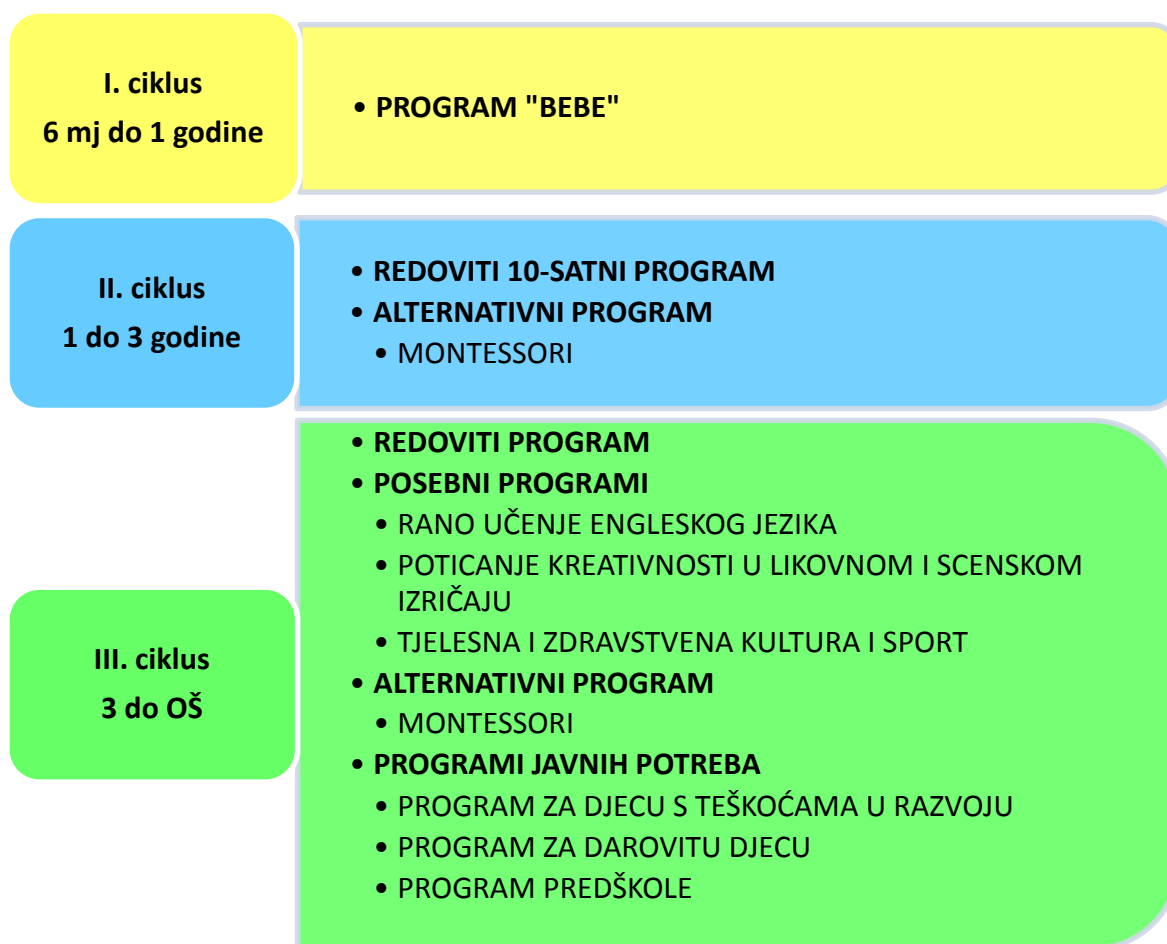 I. ciklus
6 mj do 1 godine
• PROGRAM "BEBE"
II. ciklus
1 do 3 godine
• REDOVITI 10-SATNI PROGRAM
• ALTERNATIVNI PROGRAM
• MONTESSORI
III. ciklus
3 do OŠ
• REDOVITI PROGRAM
• POSEBNI PROGRAMI
• RANO UČENJE ENGLESKOG JEZIKA
• POTICANJE KREATIVNOSTI U LIKOVNOM I SCENSKOM
IZRIČAJU
• TJELESNA I ZDRAVSTVENA KULTURA I SPORT
• ALTERNATIVNI PROGRAM
• MONTESSORI
• PROGRAMI JAVNIH POTREBA
• PROGRAM ZA DJECU S TEŠKOĆAMA U RAZVOJU
• PROGRAM ZA DAROVITU DJECU
• PROGRAM PREDŠKOLE